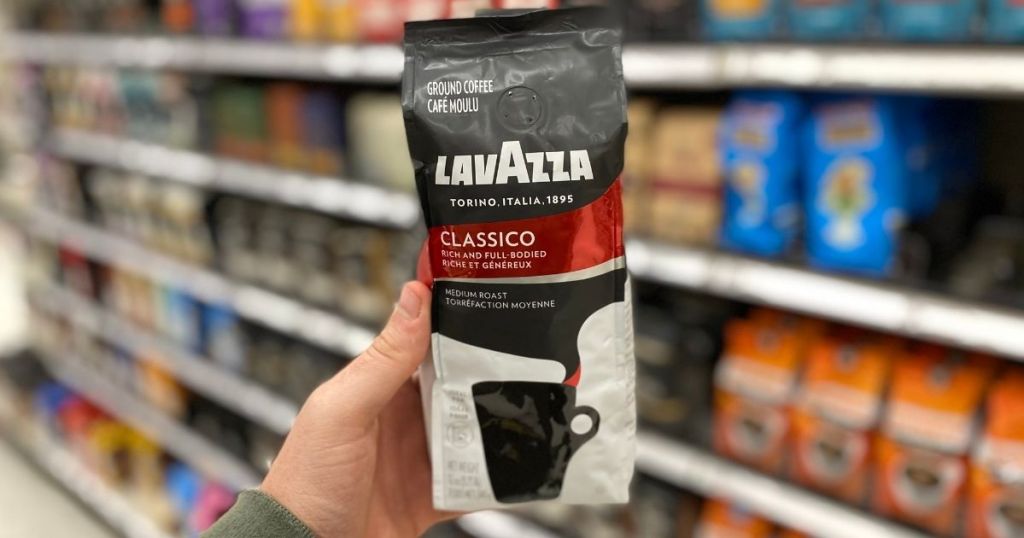 GROUND COFFEE
CAFÉ MOULU
LAVAZZA
TORINO, ITALIA, 1895
CLASSICO
RICH AND FULL-BODIED
RICHE ET GÉNÉREUX
MEDIUM ROAST
TORRÉFACTION MOYENNE